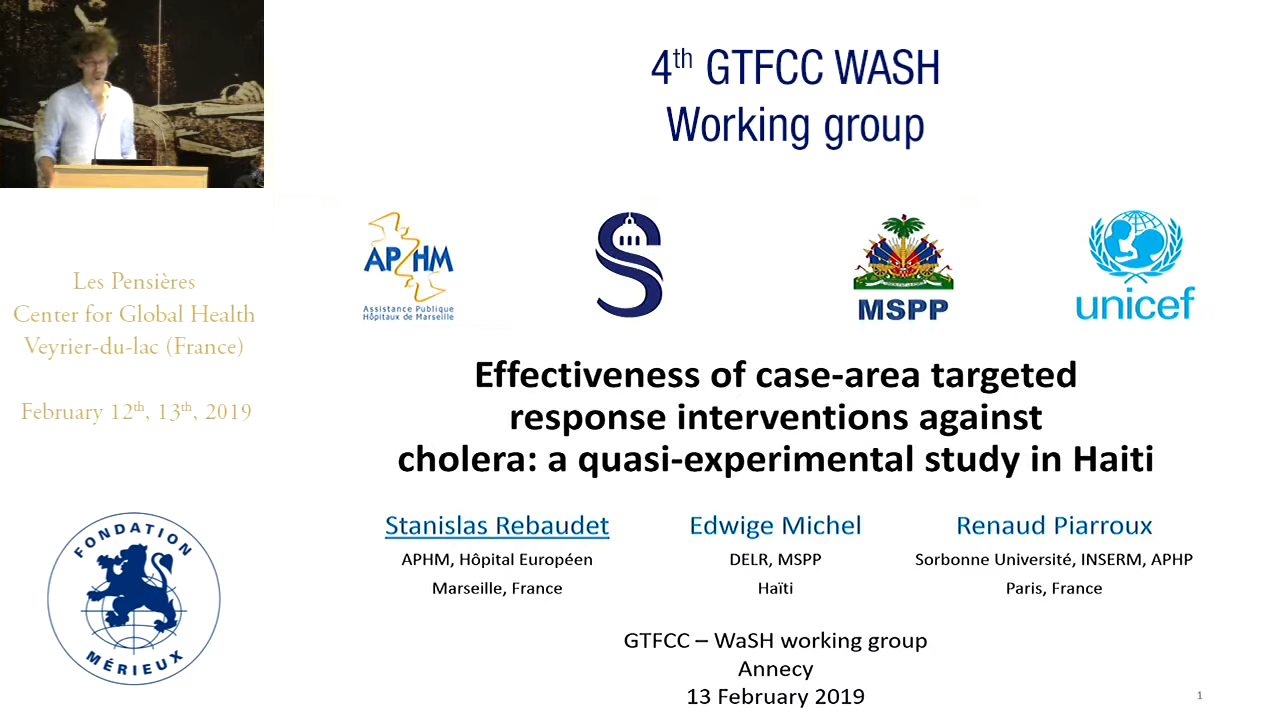 4th GTFCC WASH
Working group
APHM
Assistance Publique
Hôpitaux de Marseille
S
MSPP
unicef
Les Pensières
Center for Global Health
Veyrier-du-lac (France)
February 12th, 13th, 2019
Effectiveness of case-area targeted
response interventions against
cholera: a quasi-experimental study in Haiti
Stanislas Rebaudet
APHM, Hôpital Européen
Marseille, France
Edwige Michel
DELR, MSPP
Haïti
Renaud Piarroux
Sorbonne Université, INSERM, APHP
Paris, France
FONDATION
MÉRIEUX
GTFCC – WaSH working group
Annecy
13 February 2019
1